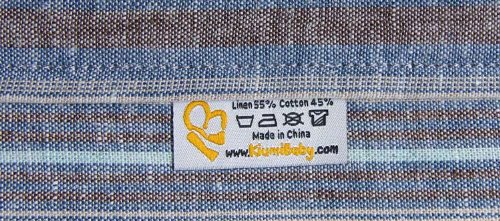 Linen 55% Cotton 45%
Made in China
www.KiumiBaby.com